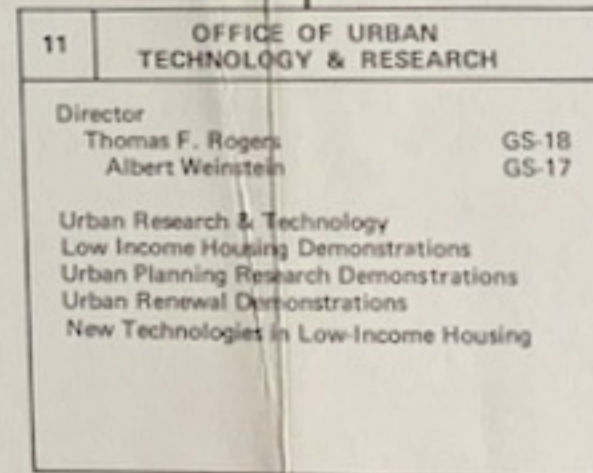 11
OFFICE OF URBAN
TECHNOLOGY & RESEARCH
Director
Thomas F. Rogers GS-18
Albert Weinstein GS-17
Urban Research & Technology
Low Income Housing Demonstrations
Urban Planning Research Demonstrations
Urban Renewal Demonstrations
New Technologies in Low-Income Housing